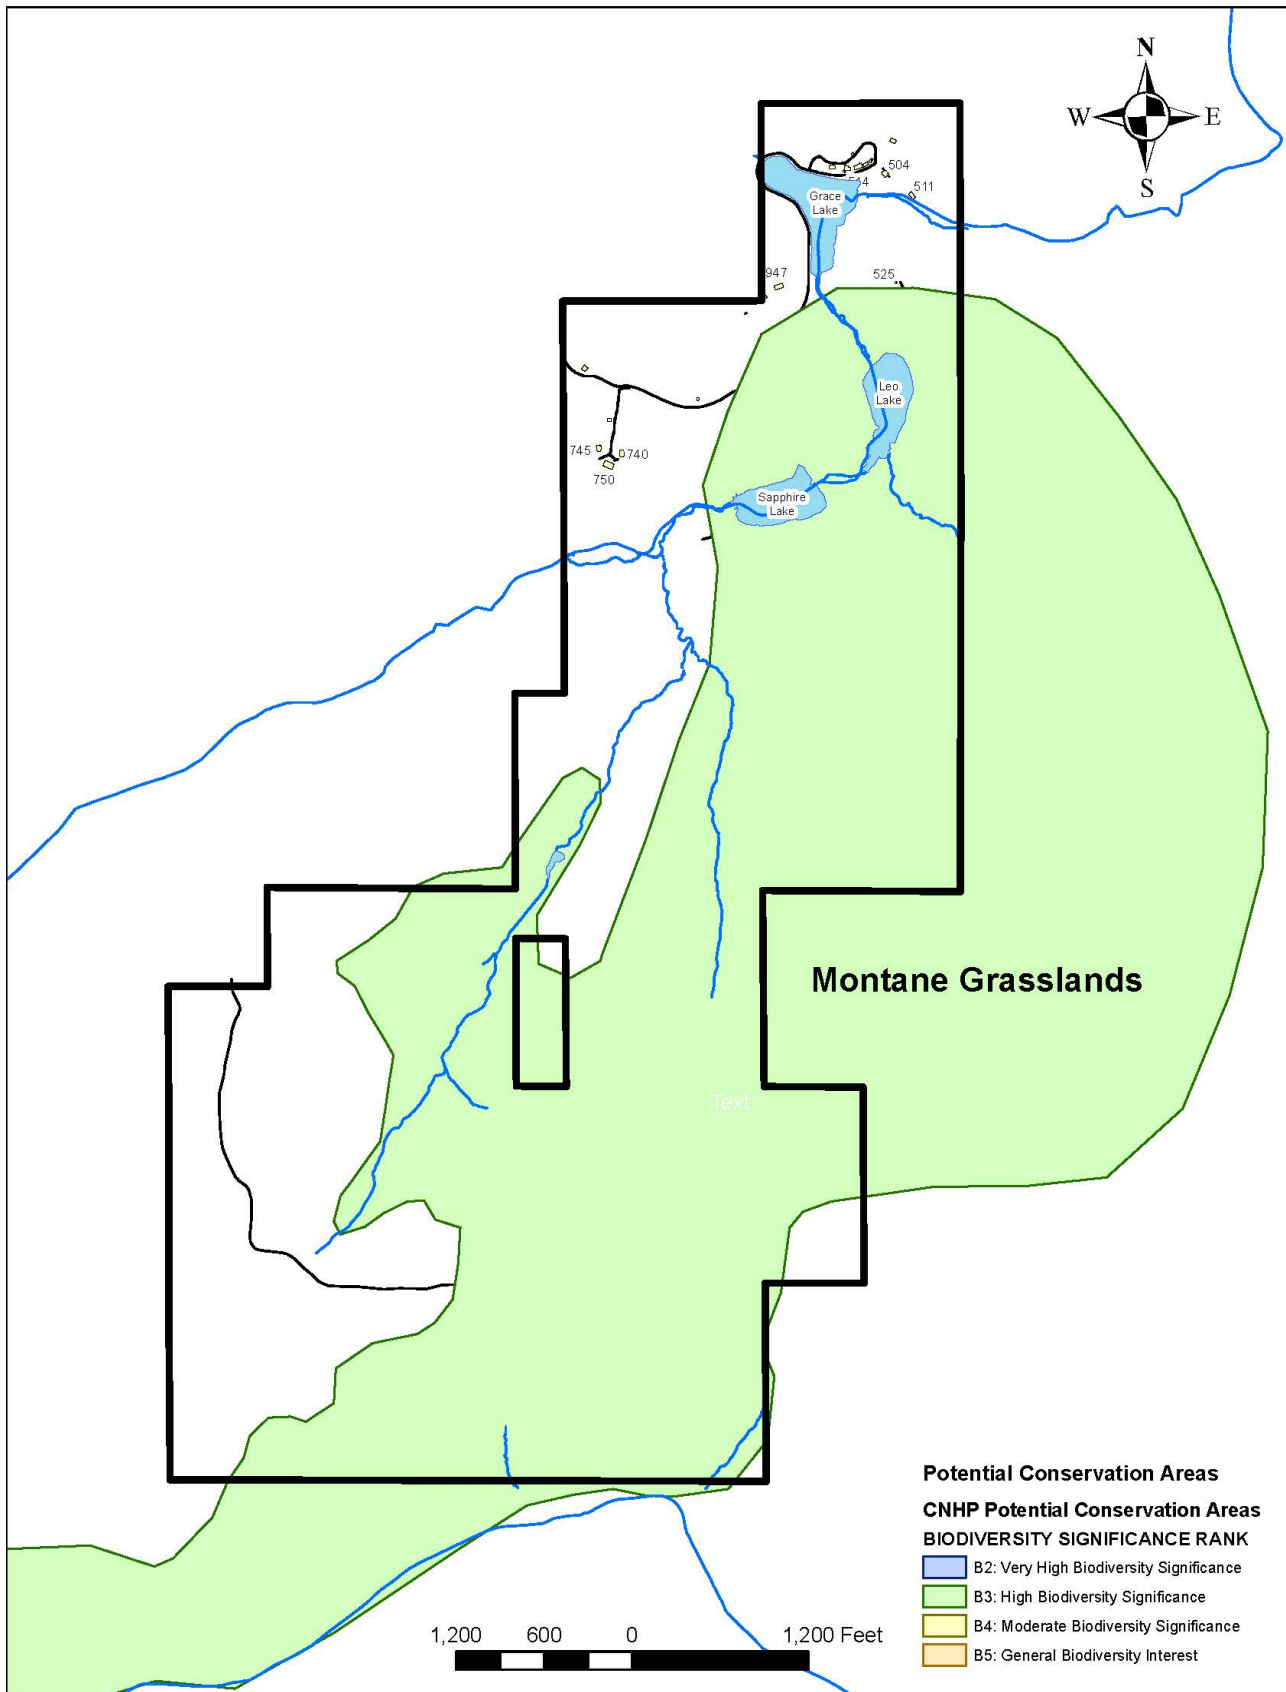 N
W E
S
504
514
511
Grace
Lake
947
525
Leo
Lake
745
740
750
Sapphire
Lake
Montane Grasslands
Text
Potential Conservation Areas
CNHP Potential Conservation Areas
BIODIVERSITY SIGNIFICANCE RANK
B2: Very High Biodiversity Significance
B3: High Biodiversity Significance
B4: Moderate Biodiversity Significance
B5: General Biodiversity Interest
1,200 600 0 1,200 Feet